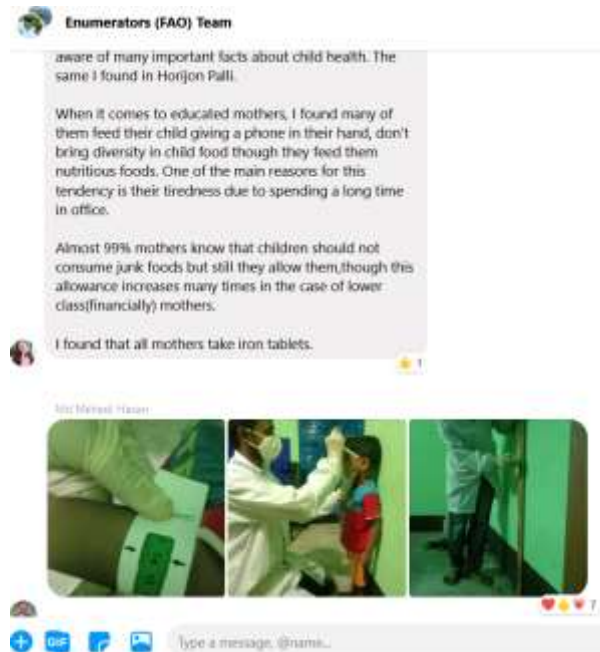 Enumerators (FAO) Team
aware of many important facts about child health. The
same I found in Horijon Palli.
When it comes to educated mothers, I found many of
them feed their child giving a phone in their hand, don't
bring diversity in child food though they feed them
nutritious foods. One of the main reasons for this
tendency is their tiredness due to spending a long time
in office.
Almost 99% mothers know that children should not
consume junk foods but still they allow them,though this
allowance increases many times in the case of lower
class(financially) mothers.
I found that all mothers take iron tablets.
1
Hasan
7
GIF
Type a message, @name...